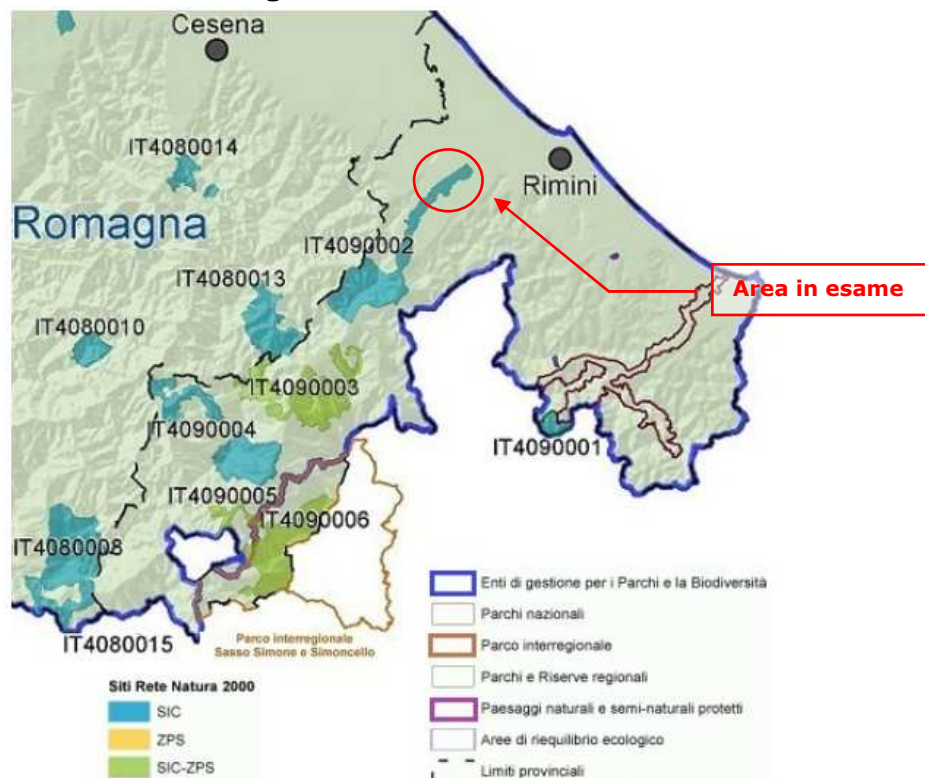 Cesena
IT4080014
Rimini
Romagna
IT4090002
IT4080013
Area in esame
IT4080010
IT4090003
IT4090004
IT4090001
IT4090005
IT4090006
IT4080008
IT4080015
Parco interregionale
Sasso Simone e Simoncello
Siti Rete Natura 2000
SIC
ZPS
SIC-ZPS
Enti di gestione per i Parchi e la Biodiversità
Parchi nazionali
Parco interregionale
Parchi e Riserve regionali
Paesaggi naturali e semi-naturali protetti
Aree di riequilibrio ecologico
Limiti provinciali